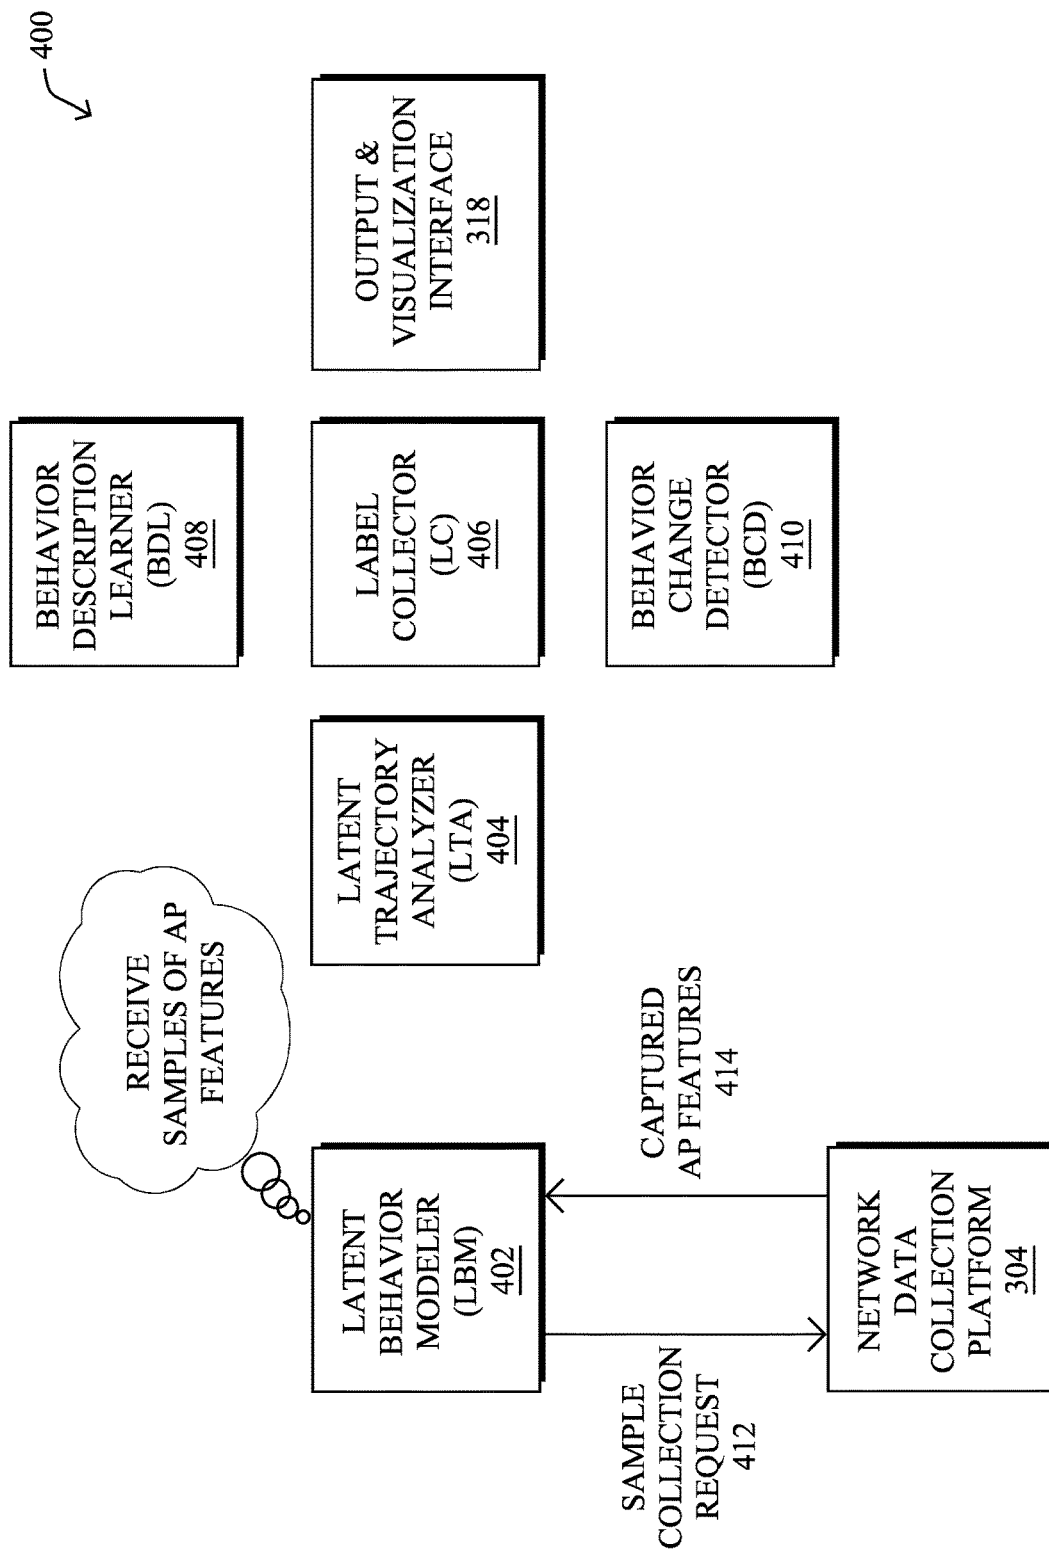 400
RECEIVE
SAMPLES OF AP
FEATURES
BEHAVIOR
DESCRIPTION
LEARNER
(BDL)
408
LATENT
BEHAVIOR
MODELER
(LBM)
402
LATENT
TRAJECTORY
ANALYZER
(LTA)
404
LABEL
COLLECTOR
(LC)
406
OUTPUT &
VISUALIZATION
INTERFACE
318
SAMPLE
COLLECTION
REQUEST
412
CAPTURED
AP FEATURES
414
BEHAVIOR
CHANGE
DETECTOR
(BCD)
410
NETWORK
DATA
COLLECTION
PLATFORM
304